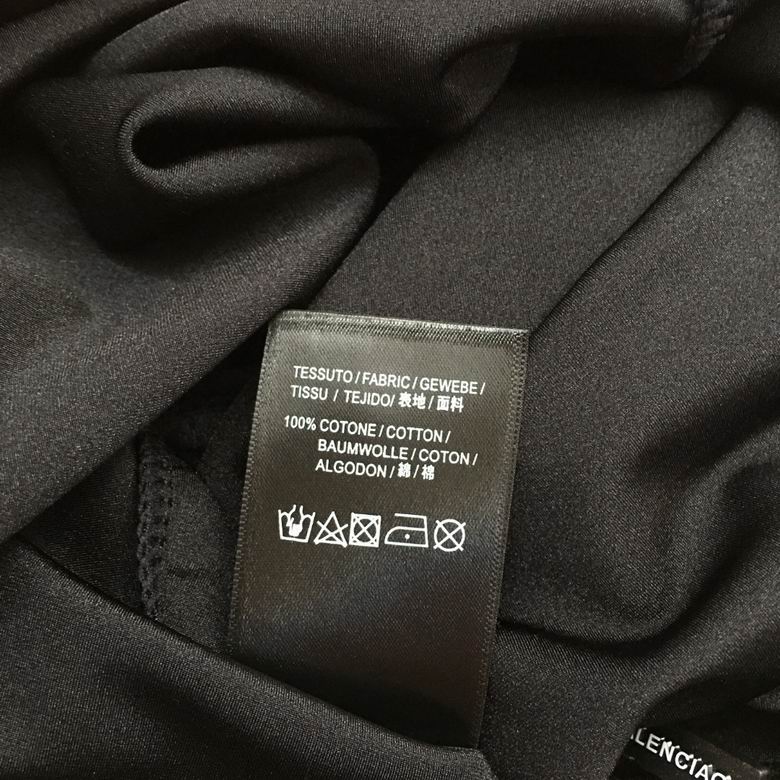 TESSUTO / FABRIC / GEWEBE /
TISSU / TEJIDO/ 表地 / 面料
100% COTONE / COTTON /
BAUMWOLLE / COTON /
ALGODON / 綿 / 棉